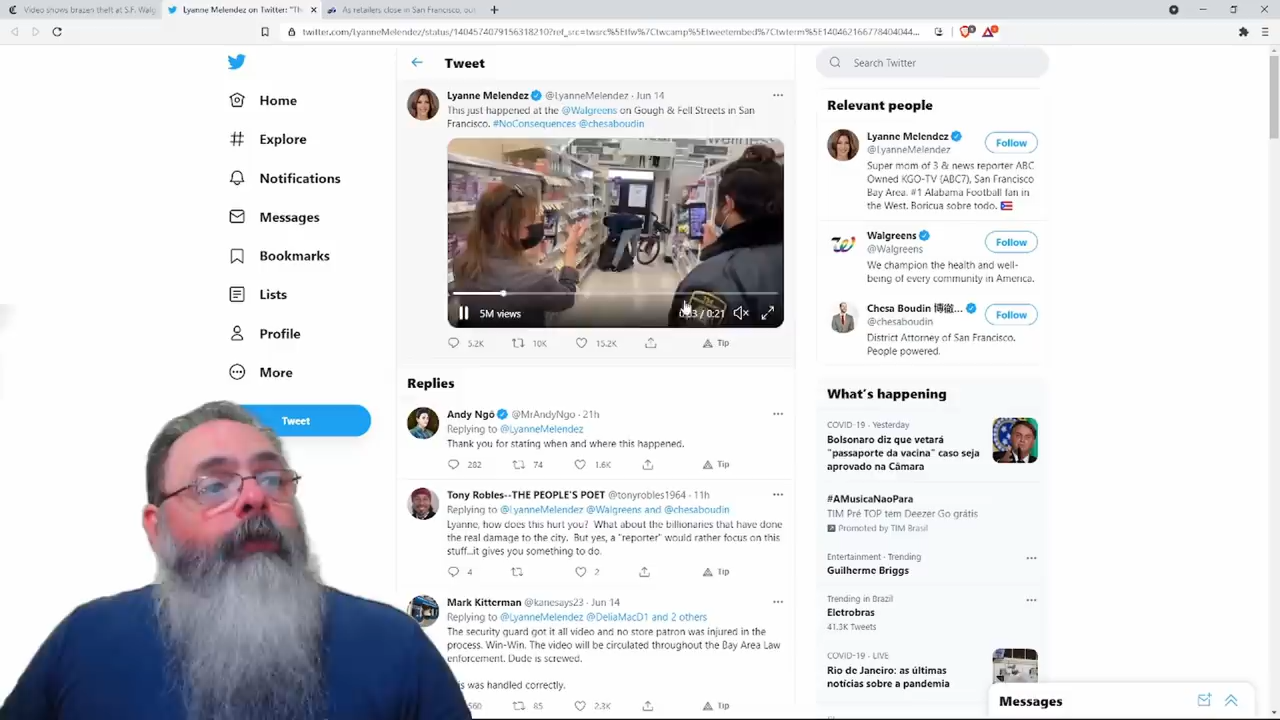 Video shows brazen theft at S.F. Walg
Lyanne Melendez on Twitter: "Th
As retailers close in San Francisco, out
twitter.com/LyanneMelendez/status/1404574079156318210?ref_src=twsrc%5Etfw%7Ctwcamp%5Etweetembed%7Ctwterm%5E140462166778404044...
Home
Explore
Notifications
Messages
Bookmarks
Lists
Profile
More
Tweet
Tweet
Lyanne Melendez @LyanneMelendez · Jun 14
This just happened at the @Walgreens on Gough & Fell Streets in San
Francisco. #NoConsequences @chesaboudin
5M views
0:03 / 0:21
5.2K 10K 15.2K Tip
Replies
Andy Ngô @MrAndyNgo · 21h
Replying to @LyanneMelendez
Thank you for stating when and where this happened.
282 74 1.6K Tip
Tony Robles--THE PEOPLE'S POET @tonyrobles1964 · 11h
Replying to @LyanneMelendez @Walgreens and @chesaboudin
Lyanne, how does this hurt you? What about the billionaries that have done
the real damage to the city. But yes, a "reporter" would rather focus on this
stuff...it gives you something to do.
4 2 Tip
Mark Kitterman @kanesays23 · Jun 14
Replying to @LyanneMelendez @DeliaMacD1 and 2 others
The security guard got it all video and no store patron was injured in the
process. Win-Win. The video will be circulated throughout the Bay Area Law
enforcement. Dude is screwed.
was handled correctly.
560 85 2.3K Tip
Search Twitter
Relevant people
Lyanne Melendez
@LyanneMelendez
Follow
Super mom of 3 & news reporter ABC
Owned KGO-TV (ABC7), San Francisco
Bay Area. #1 Alabama Football fan in
the West. Boricua sobre todo.
Walgreens
@Walgreens
Follow
We champion the health and well-
being of every community in America.
Chesa Boudin 博徹...
@chesaboudin
Follow
District Attorney of San Francisco.
People powered.
What's happening
COVID-19 · Yesterday
Bolsonaro diz que vetará
"passaporte da vacina" caso seja
aprovado na Câmara
#AMusicaNaoPara
TIM Pré TOP tem Deezer Go grátis
Promoted by TIM Brasil
Entertainment · Trending
Guilherme Briggs
Trending in Brazil
Eletrobras
41.3K Tweets
COVID-19 · LIVE
Rio de Janeiro: as últimas
notícias sobre a pandemia
Messages